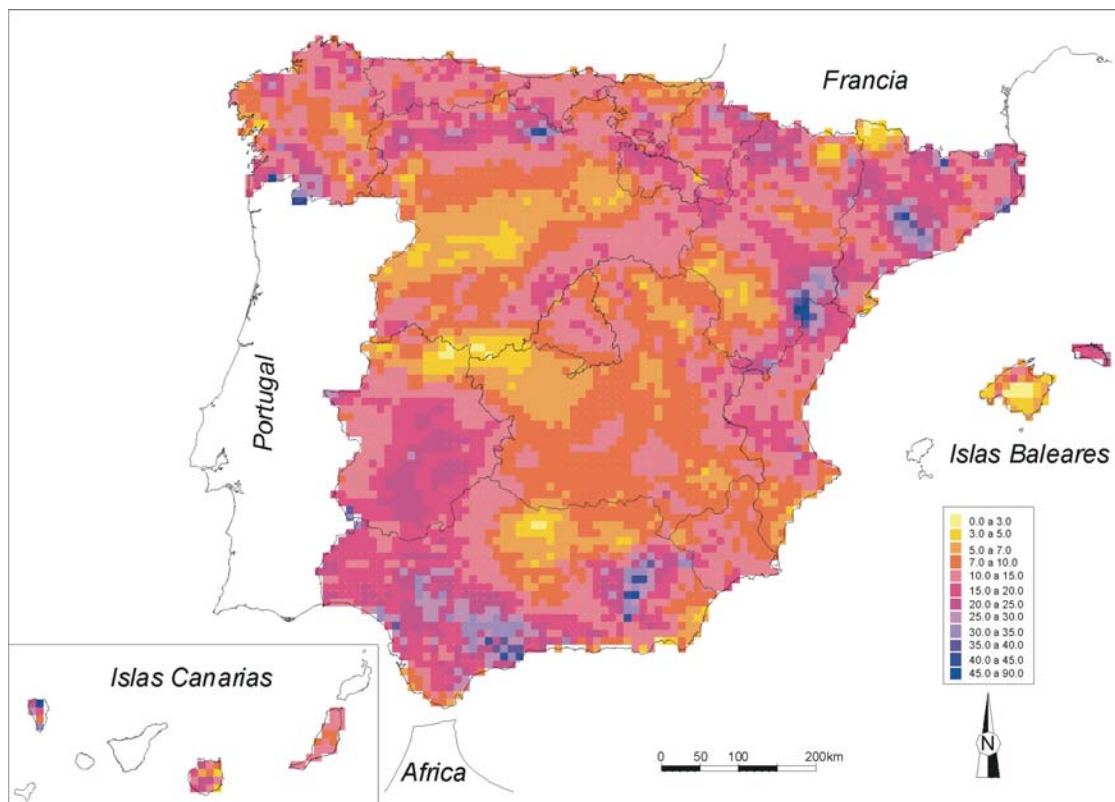 Francia
Portugal
Islas Baleares
0.0 a 3.0
3.0 a 5.0
5.0 a 7.0
7.0 a 10.0
10.0 a 15.0
15.0 a 20.0
20.0 a 25.0
25.0 a 30.0
30.0 a 35.0
35.0 a 40.0
40.0 a 45.0
45.0 a 90.0
Islas Canarias
Africa
0 50 100 200km
N